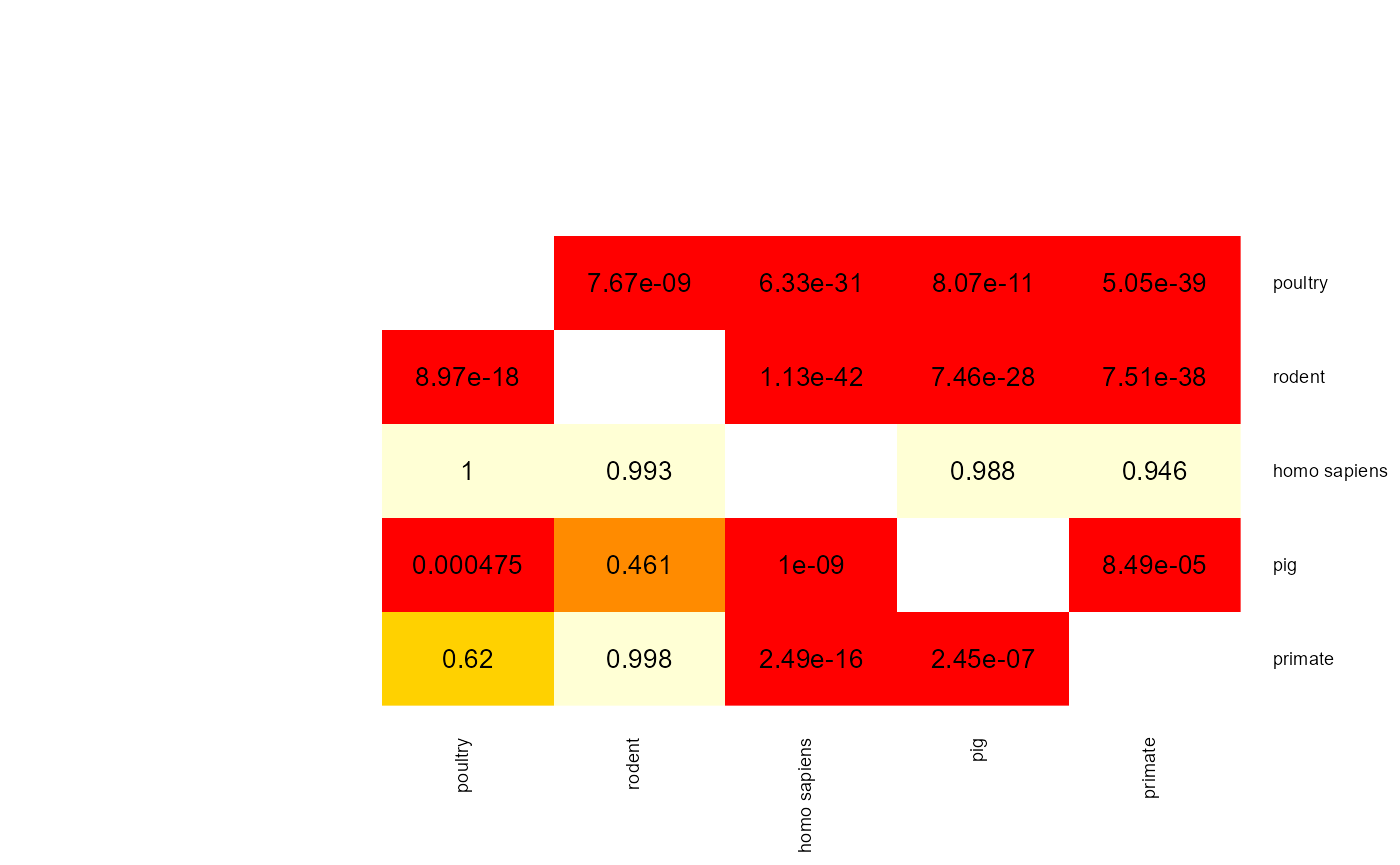 7.67e-09 6.33e-31 8.07e-11 5.05e-39 poultry
8.97e-18 1.13e-42 7.46e-28 7.51e-38 rodent
1 0.993 0.988 0.946 homo sapiens
0.000475 0.461 1e-09 8.49e-05 pig
0.62 0.998 2.49e-16 2.45e-07 primate
poultry rodent homo sapiens pig primate